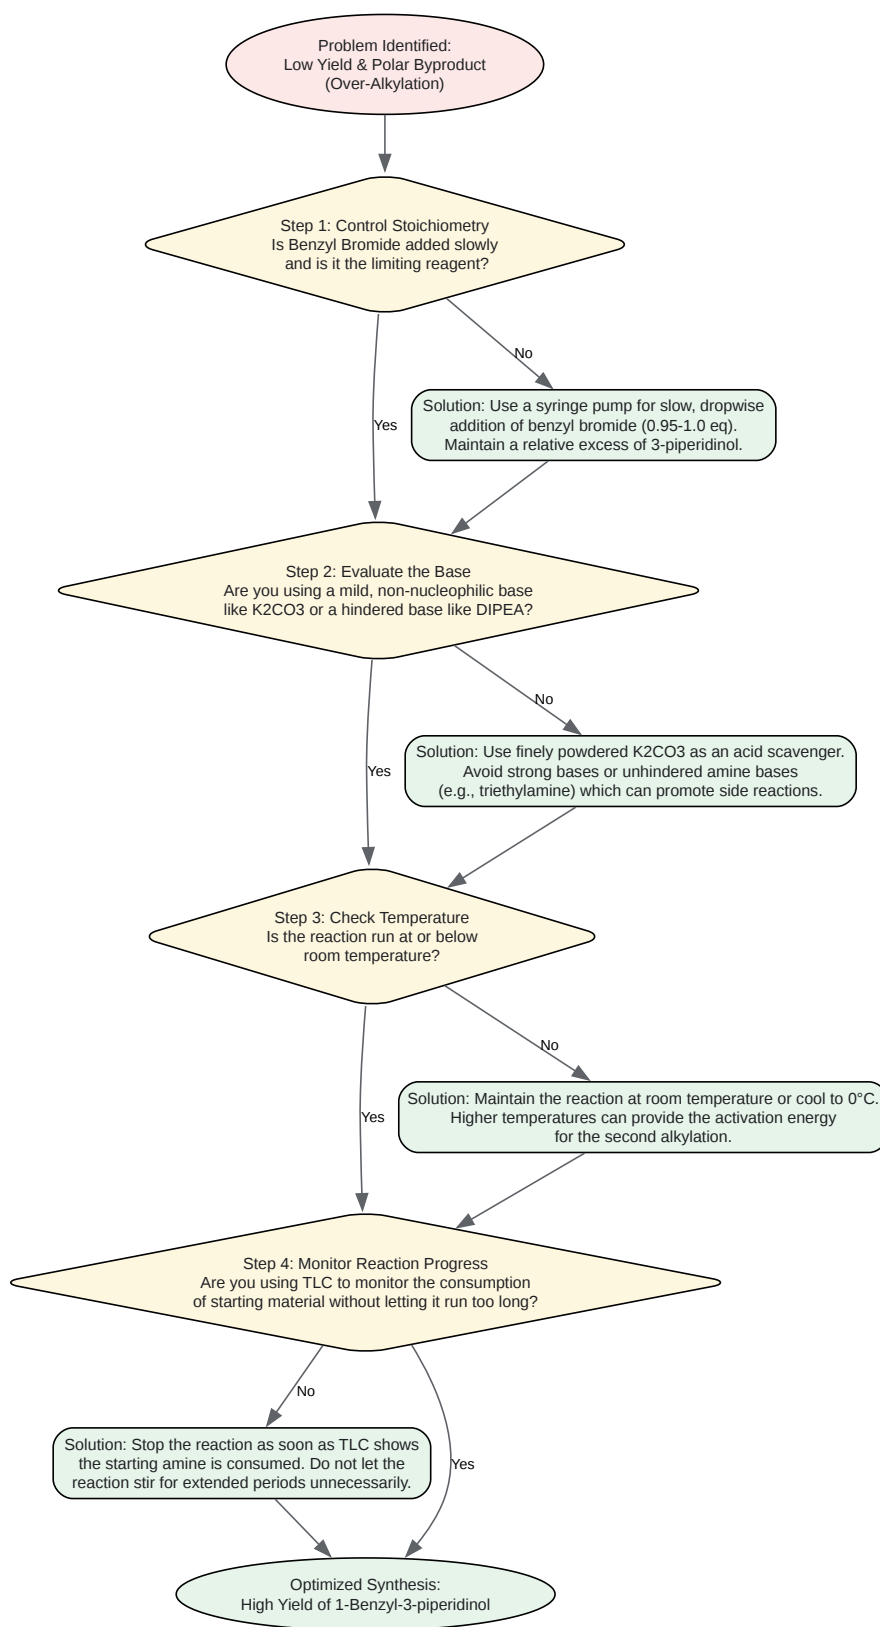 Problem Identified:
Low Yield & Polar Byproduct
(Over-Alkylation)
Step 1: Control Stoichiometry
Is Benzyl Bromide added slowly
and is it the limiting reagent?
No
Solution: Use a syringe pump for slow, dropwise
addition of benzyl bromide (0.95-1.0 eq).
Maintain a relative excess of 3-piperidinol.
Yes
Step 2: Evaluate the Base
Are you using a mild, non-nucleophilic base
like K2CO3 or a hindered base like DIPEA?
No
Solution: Use finely powdered K2CO3 as an acid scavenger.
Avoid strong bases or unhindered amine bases
(e.g., triethylamine) which can promote side reactions.
Yes
Step 3: Check Temperature
Is the reaction run at or below
room temperature?
No
Solution: Maintain the reaction at room temperature or cool to 0°C.
Higher temperatures can provide the activation energy
for the second alkylation.
Yes
Step 4: Monitor Reaction Progress
Are you using TLC to monitor the consumption
of starting material without letting it run too long?
No
Solution: Stop the reaction as soon as TLC shows
the starting amine is consumed. Do not let the
reaction stir for extended periods unnecessarily.
Yes
Optimized Synthesis:
High Yield of 1-Benzyl-3-piperidinol